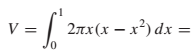 V = ∫₀¹ 2πx(x − x²) dx =